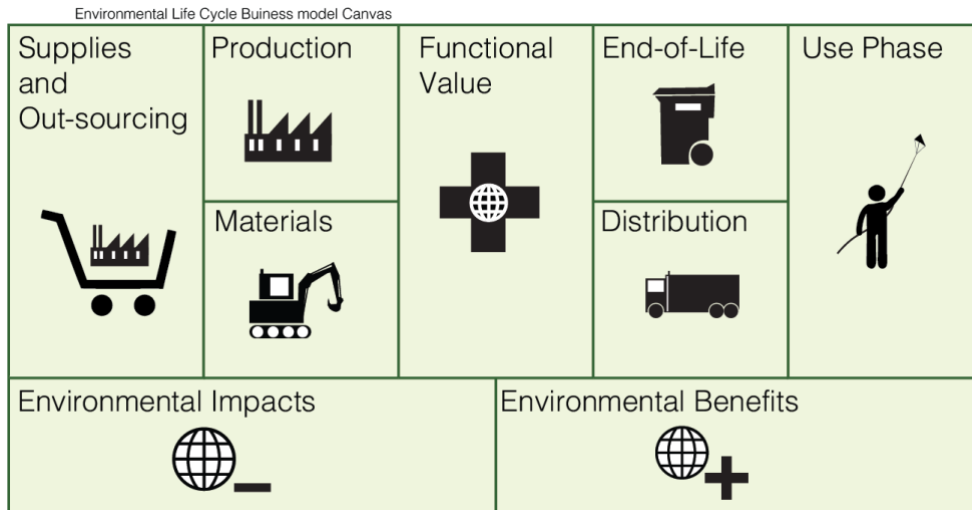 Environmental Life Cycle Buiness model Canvas
Supplies
and
Out-sourcing
Production
Materials
Functional
Value
End-of-Life
Distribution
Use Phase
Environmental Impacts
Environmental Benefits